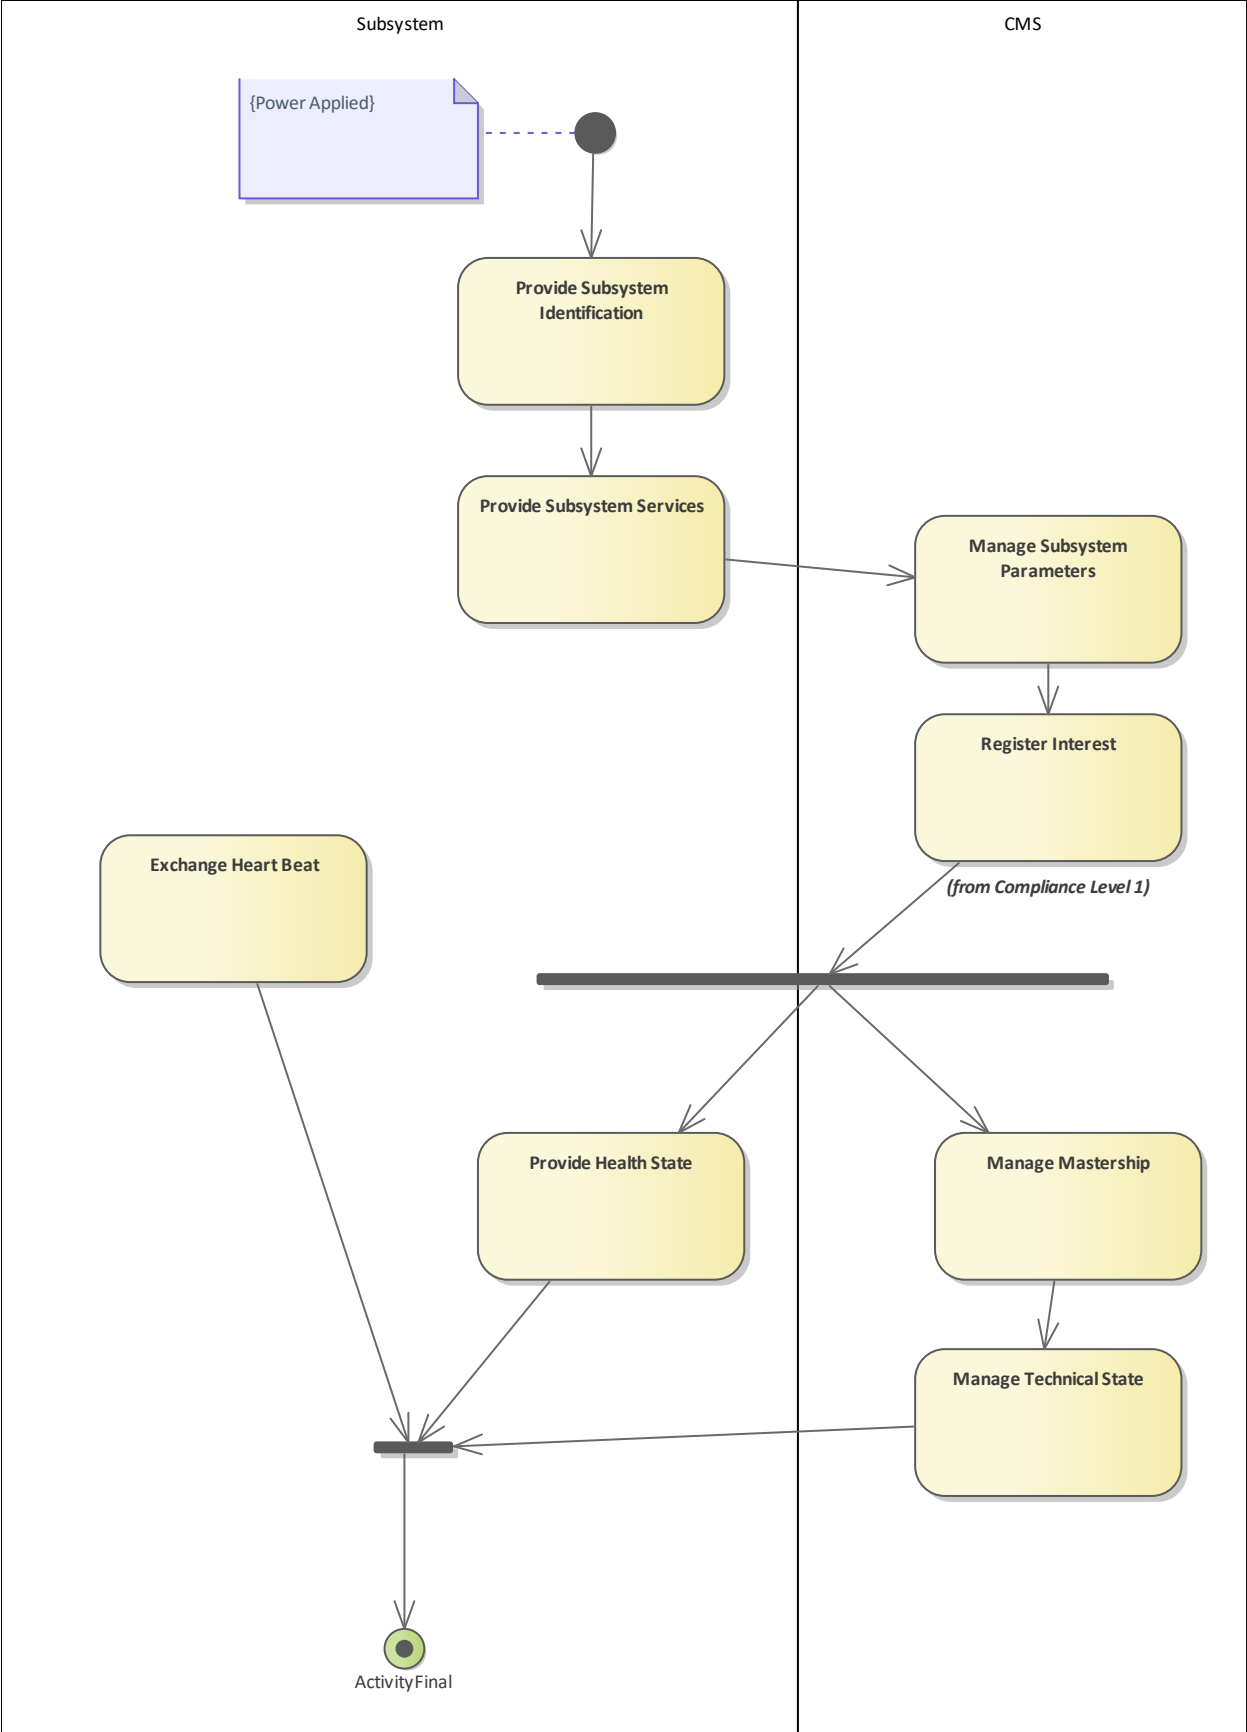 Subsystem
CMS
{Power Applied}
Provide Subsystem
Identification
Provide Subsystem Services
Manage Subsystem
Parameters
Register Interest
(from Compliance Level 1)
Exchange Heart Beat
Provide Health State
Manage Mastership
Manage Technical State
ActivityFinal